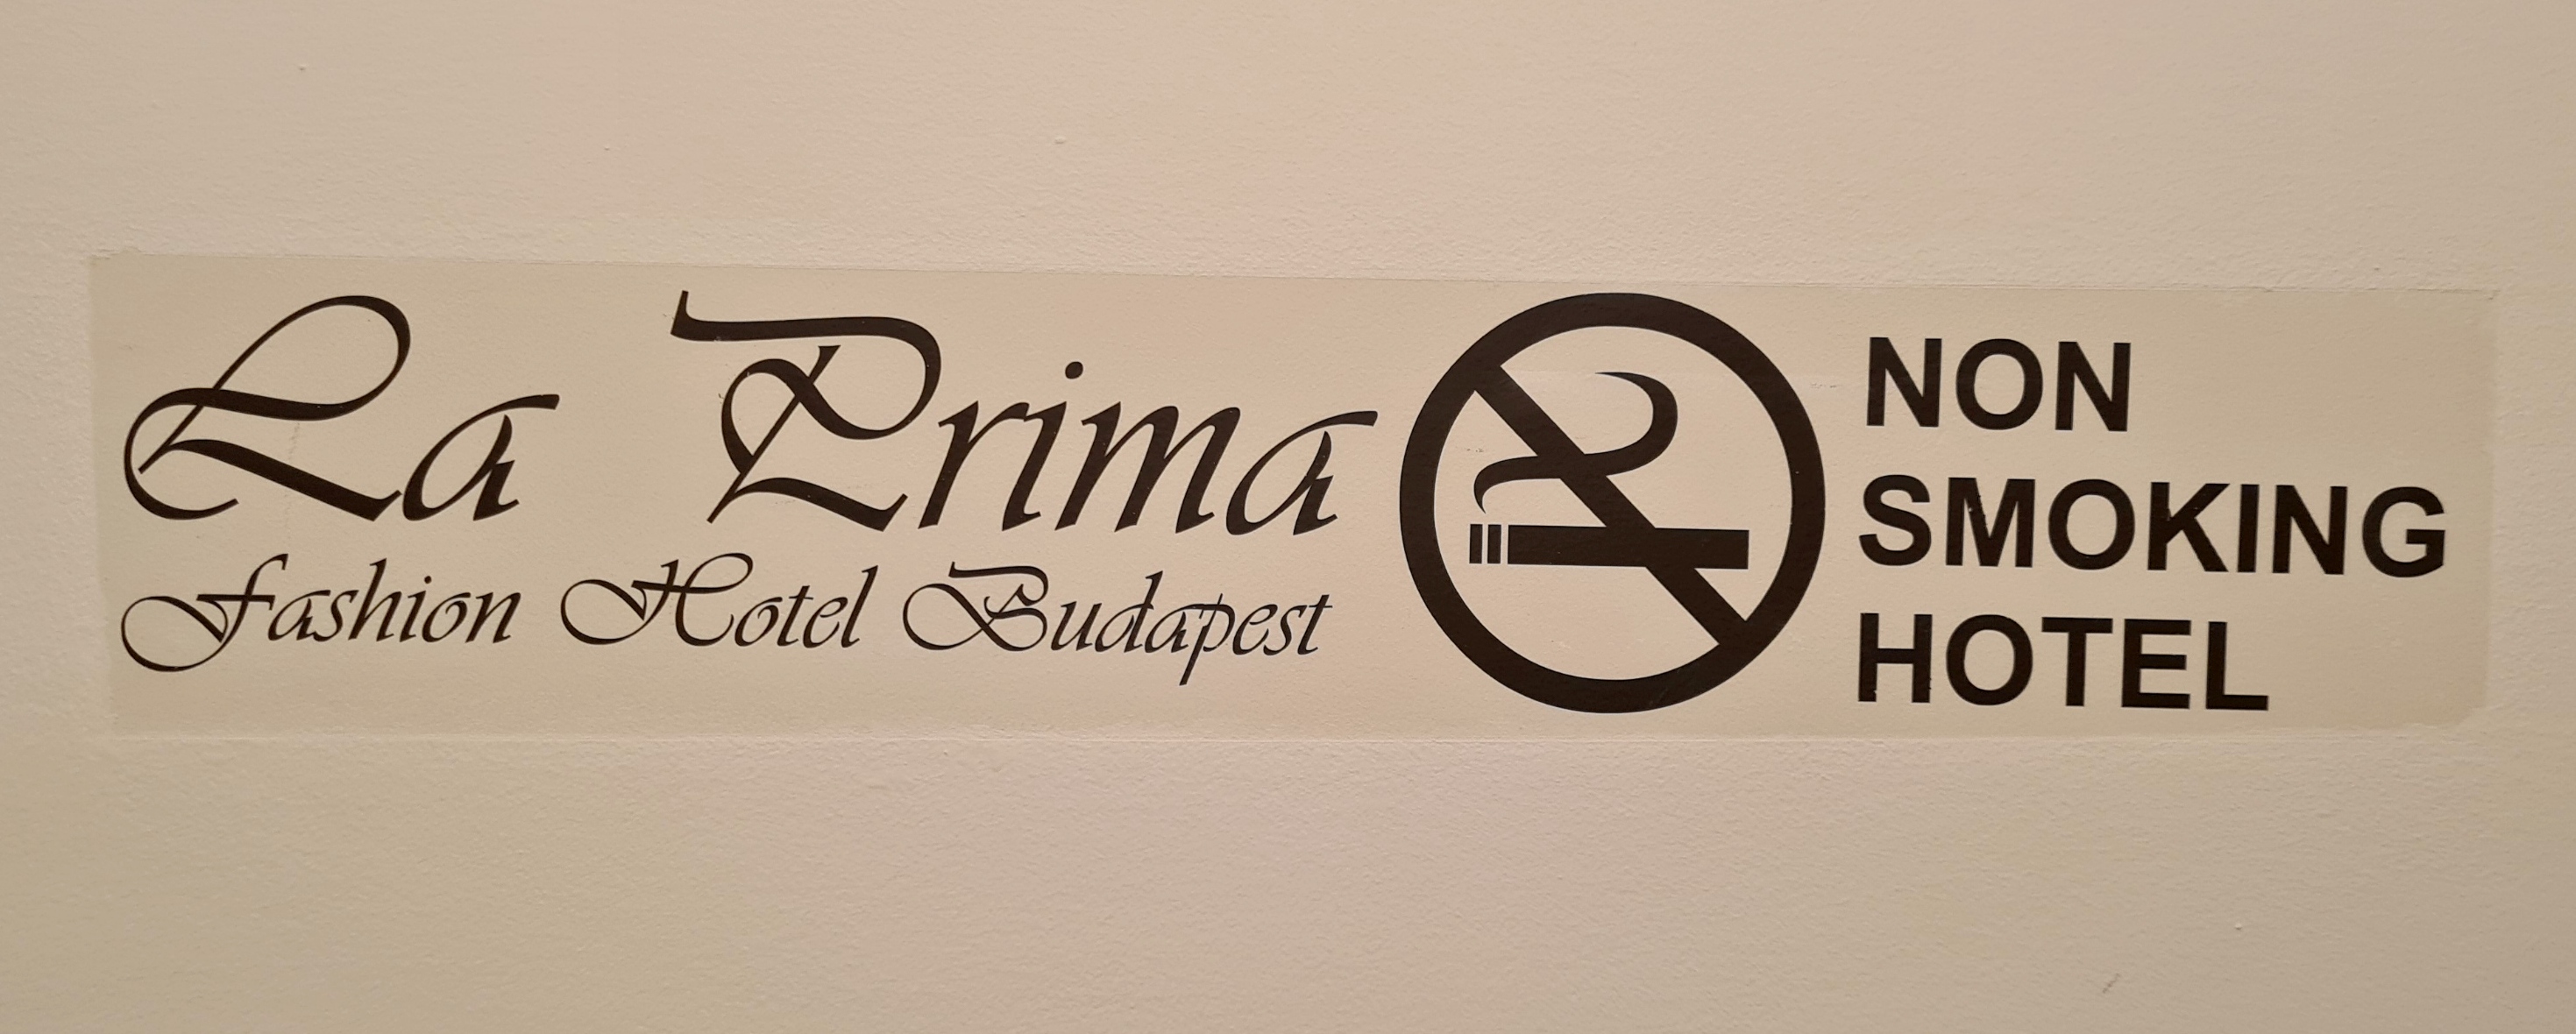 La Prima
Fashion Hotel Budapest
NON
SMOKING
HOTEL